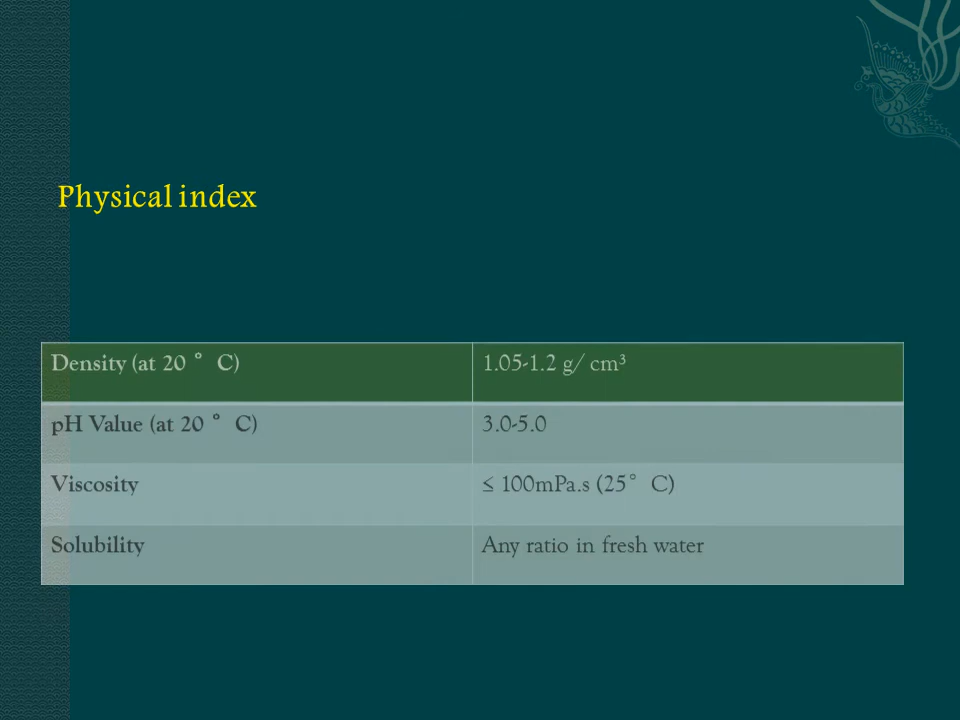 Physical index
Density (at 20 ° C) 1.05-1.2 g/ cm³
pH Value (at 20 ° C) 3.0-5.0
Viscosity ≤ 100mPa.s (25° C)
Solubility Any ratio in fresh water